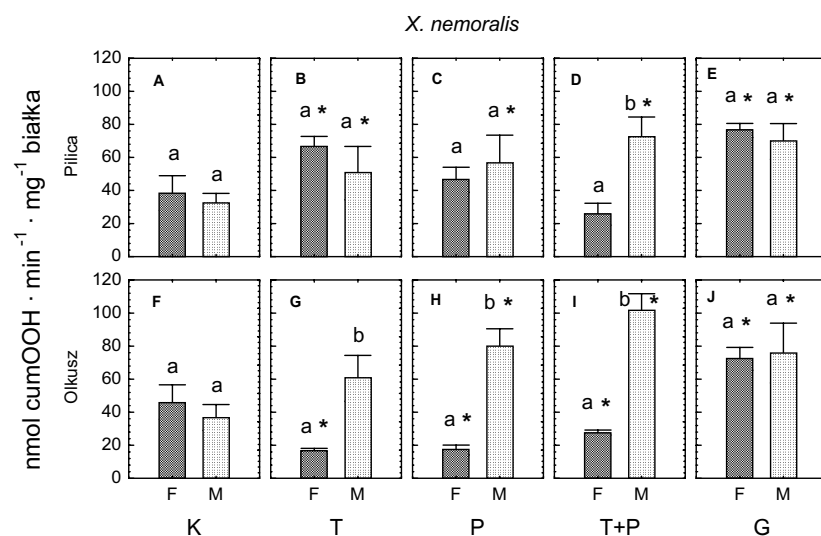 X. nemoralis
nmol cumOOH · min⁻¹ · mg⁻¹ białka
Pilica
120
100
80
60
40
20
0
A
a a
B
a * a *
C
a a *
D
a b *
E
a * a *
Olkusz
120
100
80
60
40
20
0
F
a a
G
a * b
H
a * b *
I
a * b *
J
a * a *
F M F M F M F M F M
K T P T+P G